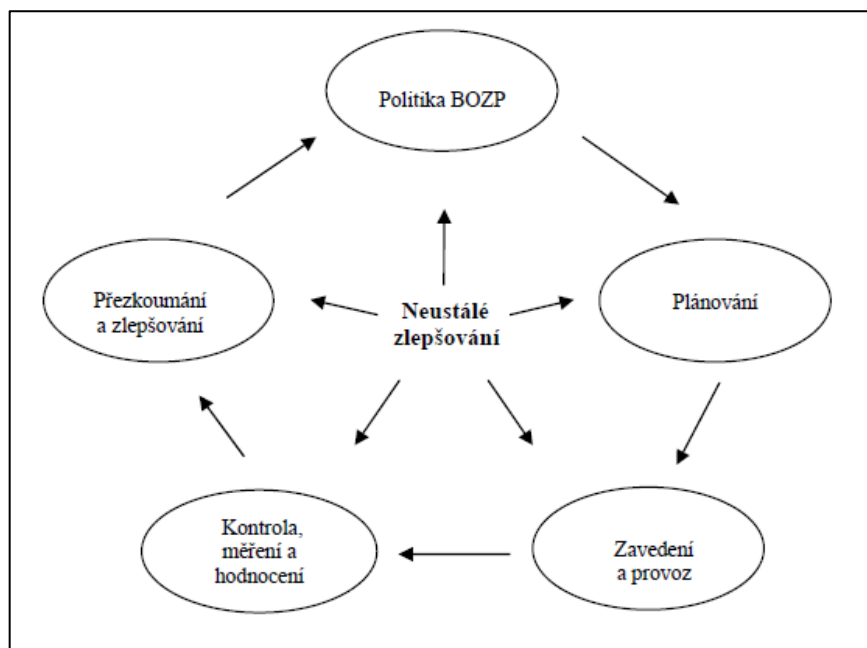 Politika BOZP
Přezkoumání
a zlepšování
Neustálé
zlepšování
Plánování
Kontrola,
měření a
hodnocení
Zavedení
a provoz